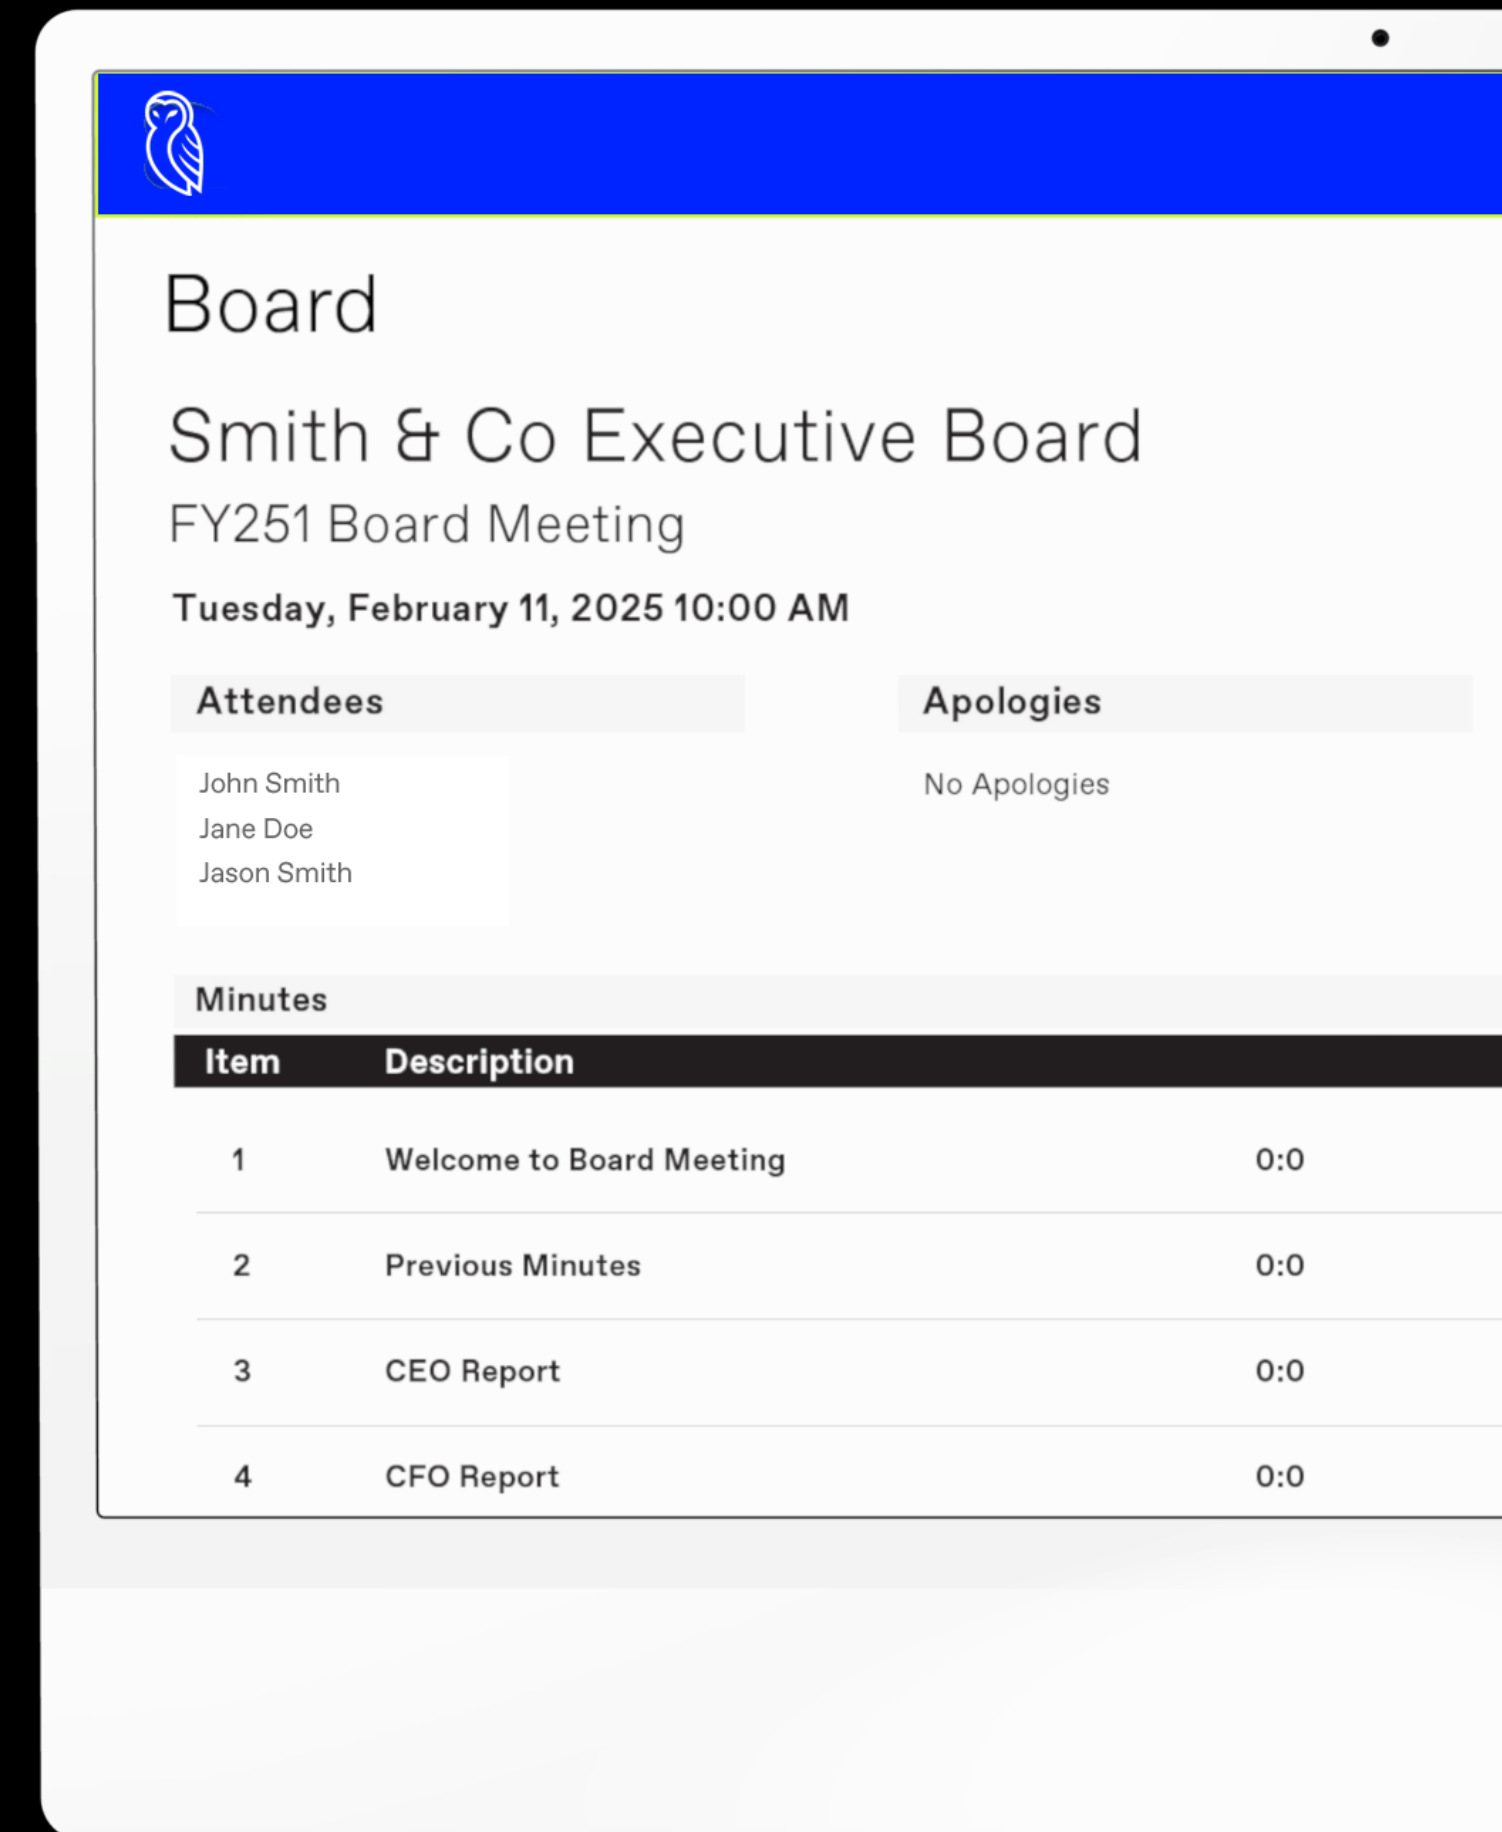 Board
Smith & Co Executive Board
FY251 Board Meeting
Tuesday, February 11, 2025 10:00 AM
Attendees
John Smith
Jane Doe
Jason Smith
Apologies
No Apologies
Minutes
Item Description
1 Welcome to Board Meeting 0:0
2 Previous Minutes 0:0
3 CEO Report 0:0
4 CFO Report 0:0